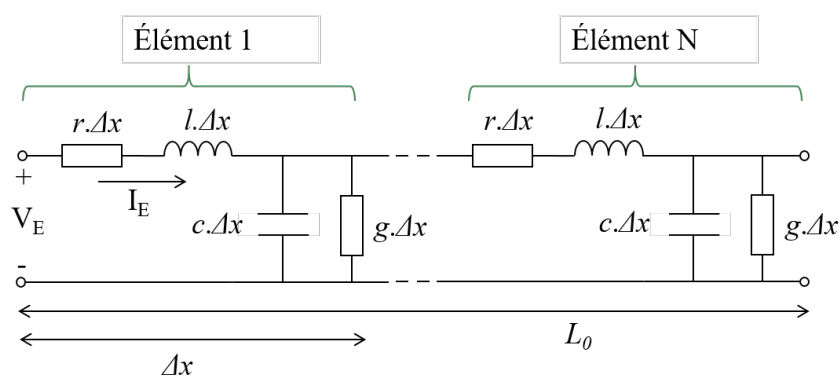 Élément 1
Élément N
r.Δx
l.Δx
r.Δx
l.Δx
+
I_E
V_E
c.Δx
g.Δx
c.Δx
g.Δx
-
L_0
Δx